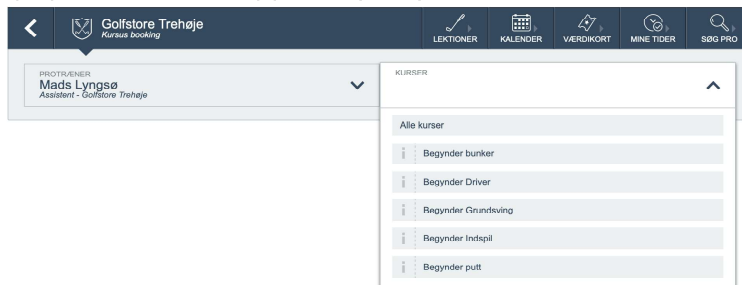 Golfstore Trehøje
Kursus booking
LEKTIONER
KALENDER
VÆRDIKORT
MINE TIDER
SØG PRO
PROTRÆNER
Mads Lyngsø
Assistent - Golfstore Trehøje
KURSER
Alle kurser
i Begynder bunker
i Begynder Driver
i Begynder Grundsving
i Begynder Indspil
i Begynder putt